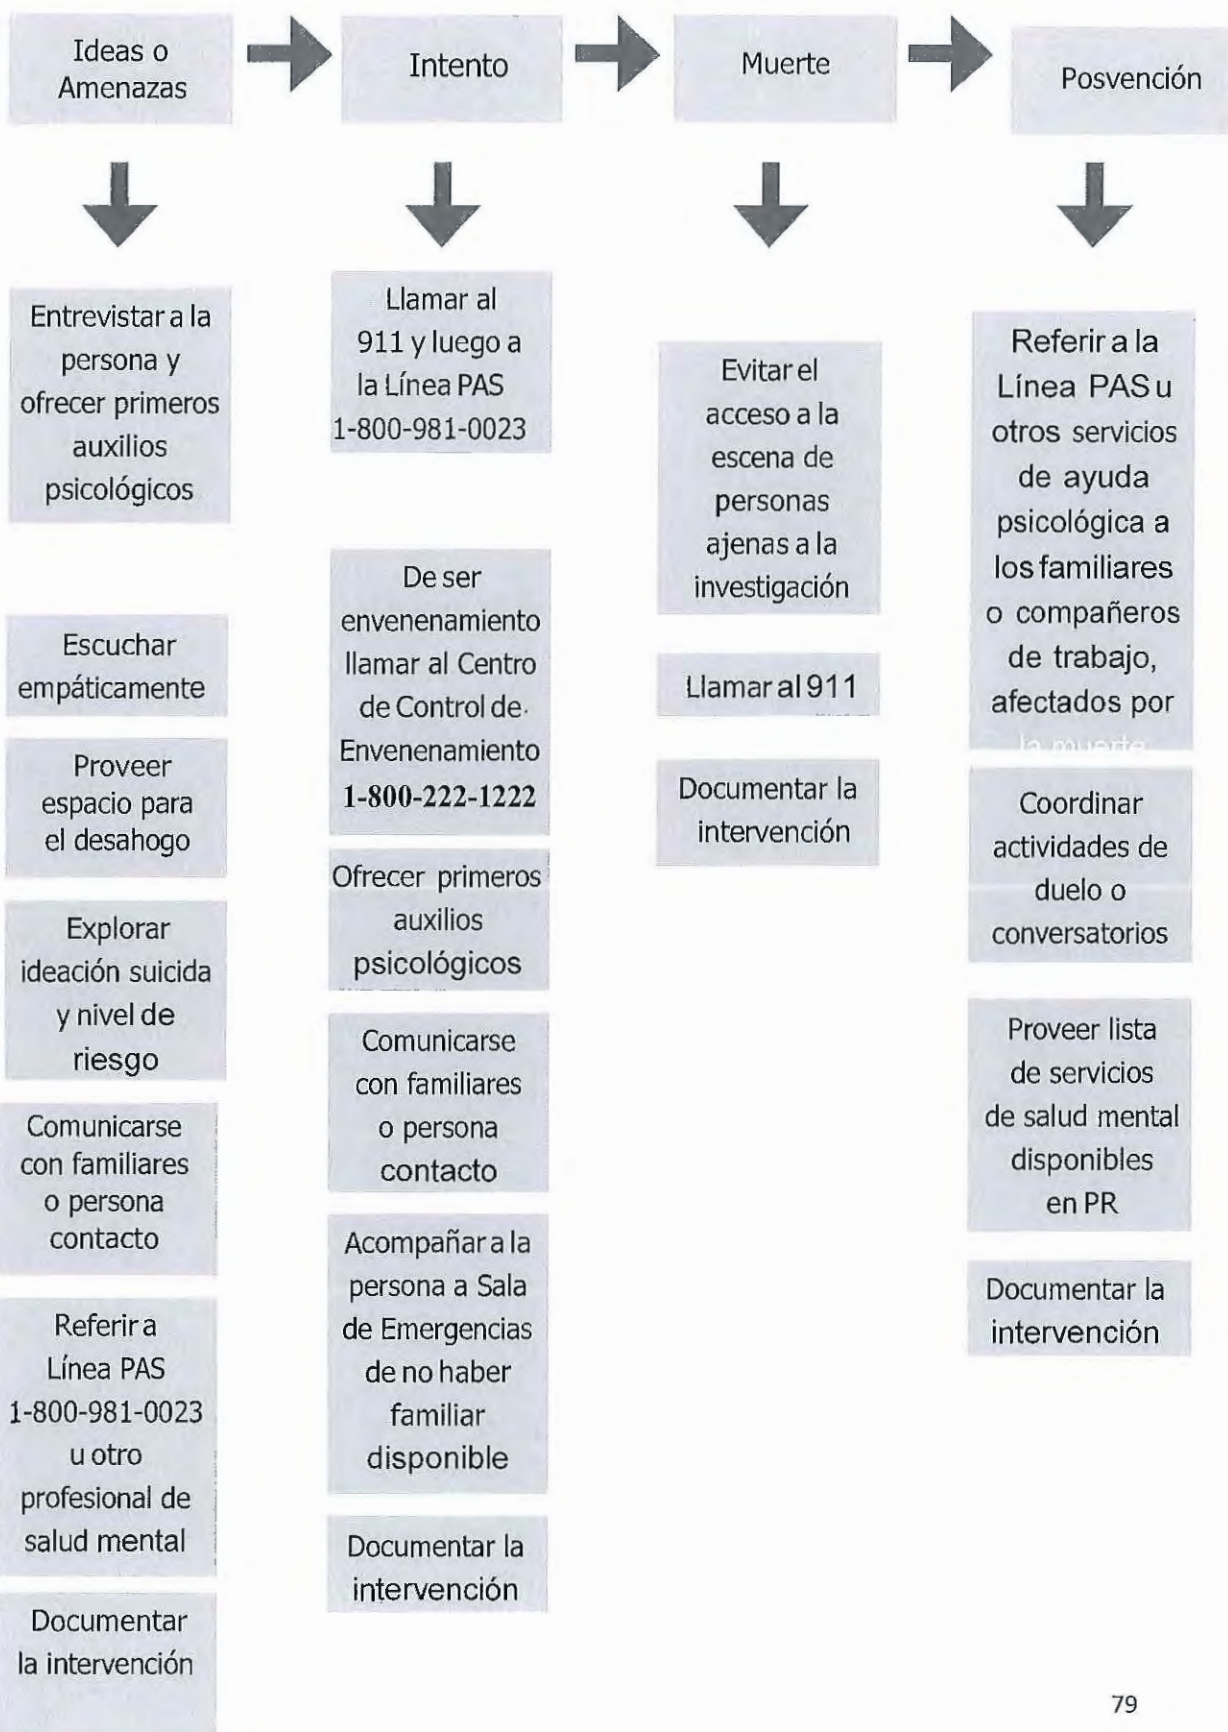 Ideas o
Amenazas
Intento
Muerte
Posvención
Entrevistar a la
persona y
ofrecer primeros
auxilios
psicológicos
Escuchar
empáticamente
Proveer
espacio para
el desahogo
Explorar
ideación suicida
y nivel de
riesgo
Comunicarse
con familiares
o persona
contacto
Referir a
Línea PAS
1-800-981-0023
u otro
profesional de
salud mental
Documentar
la intervención
Llamar al
911 y luego a
la Línea PAS
1-800-981-0023
De ser
envenenamiento
llamar al Centro
de Control de
Envenenamiento
1-800-222-1222
Ofrecer primeros
auxilios
psicológicos
Comunicarse
con familiares
o persona
contacto
Acompañar a la
persona a Sala
de Emergencias
de no haber
familiar
disponible
Documentar la
intervención
Evitar el
acceso a la
escena de
personas
ajenas a la
investigación
Llamar al 911
Documentar la
intervención
Referir a la
Línea PAS u
otros servicios
de ayuda
psicológica a
los familiares
o compañeros
de trabajo,
afectados por
la muerte
Coordinar
actividades de
duelo o
conversatorios
Proveer lista
de servicios
de salud mental
disponibles
en PR
Documentar la
intervención
79